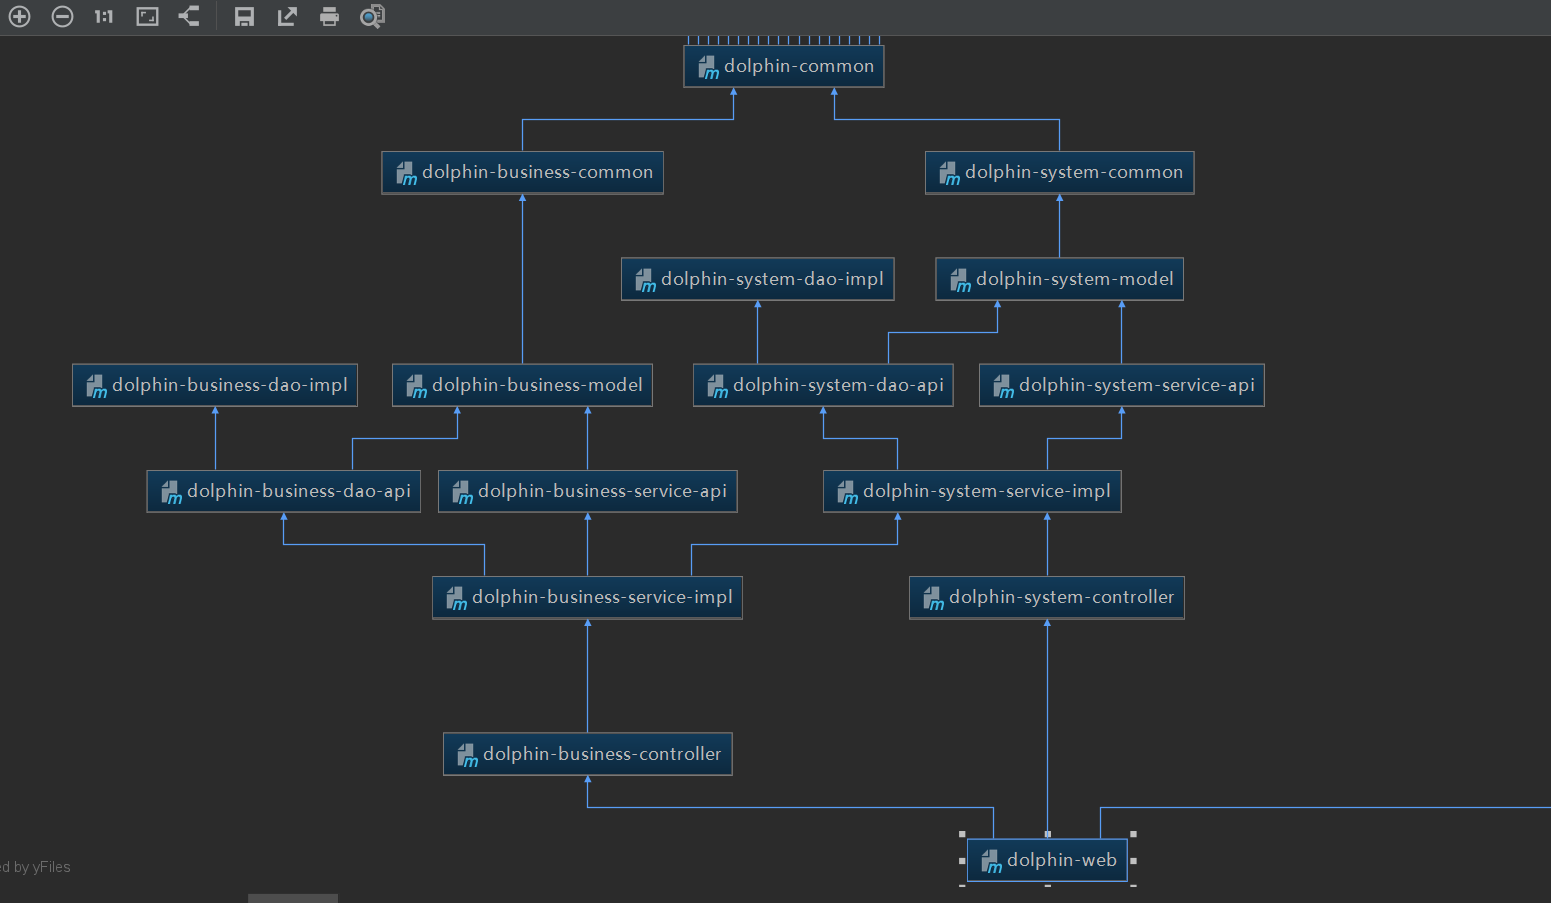 1:1
dolphin-common
dolphin-business-common
dolphin-system-common
dolphin-system-dao-impl
dolphin-system-model
dolphin-business-dao-impl
dolphin-business-model
dolphin-system-dao-api
dolphin-system-service-api
dolphin-business-dao-api
dolphin-business-service-api
dolphin-system-service-impl
dolphin-business-service-impl
dolphin-system-controller
dolphin-business-controller
dolphin-web
ed by yFiles